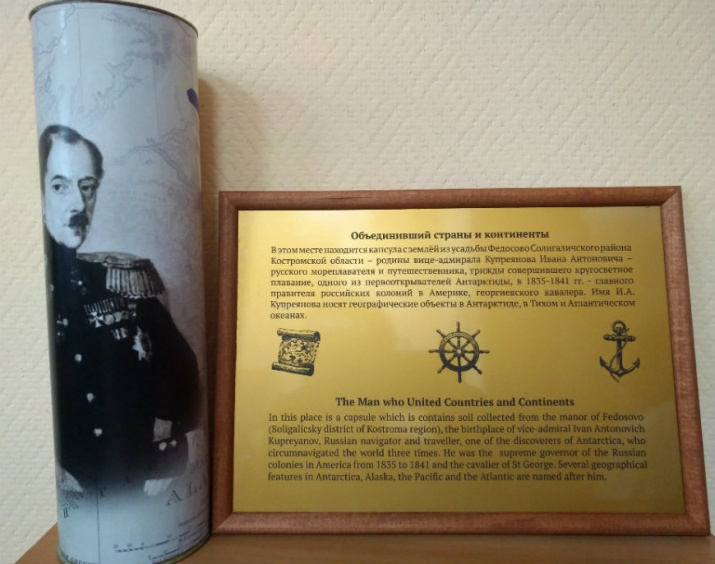 Объединивший страны и континенты
В этом месте находится капсула с землёй из усадьбы Федосово Солигаличского района
Костромской области – родины вице-адмирала Купреянова Ивана Антоновича –
русского мореплавателя и путешественника, трижды совершившего кругосветное
плавание, одного из первооткрывателей Антарктиды, в 1835-1841 гг. - главного
правителя российских колоний в Америке, георгиевского кавалера. Имя И.А.
Купреянова носят географические объекты в Антарктиде, в Тихом и Атлантическом
океанах.
The Man who United Countries and Continents
In this place is a capsule which is contains soil collected from the manor of Fedosovo
(Soligalicsky district of Kostroma region), the birthplace of vice-admiral Ivan Antonovich
Kupreyanov, Russian navigator and traveller, one of the discoverers of Antarctica, who
circumnavigated the world three times. He was the supreme governor of the Russian
colonies in America from 1835 to 1841 and the cavalier of St George. Several geographical
features in Antarctica, Alaska, the Pacific and the Atlantic are named after him.